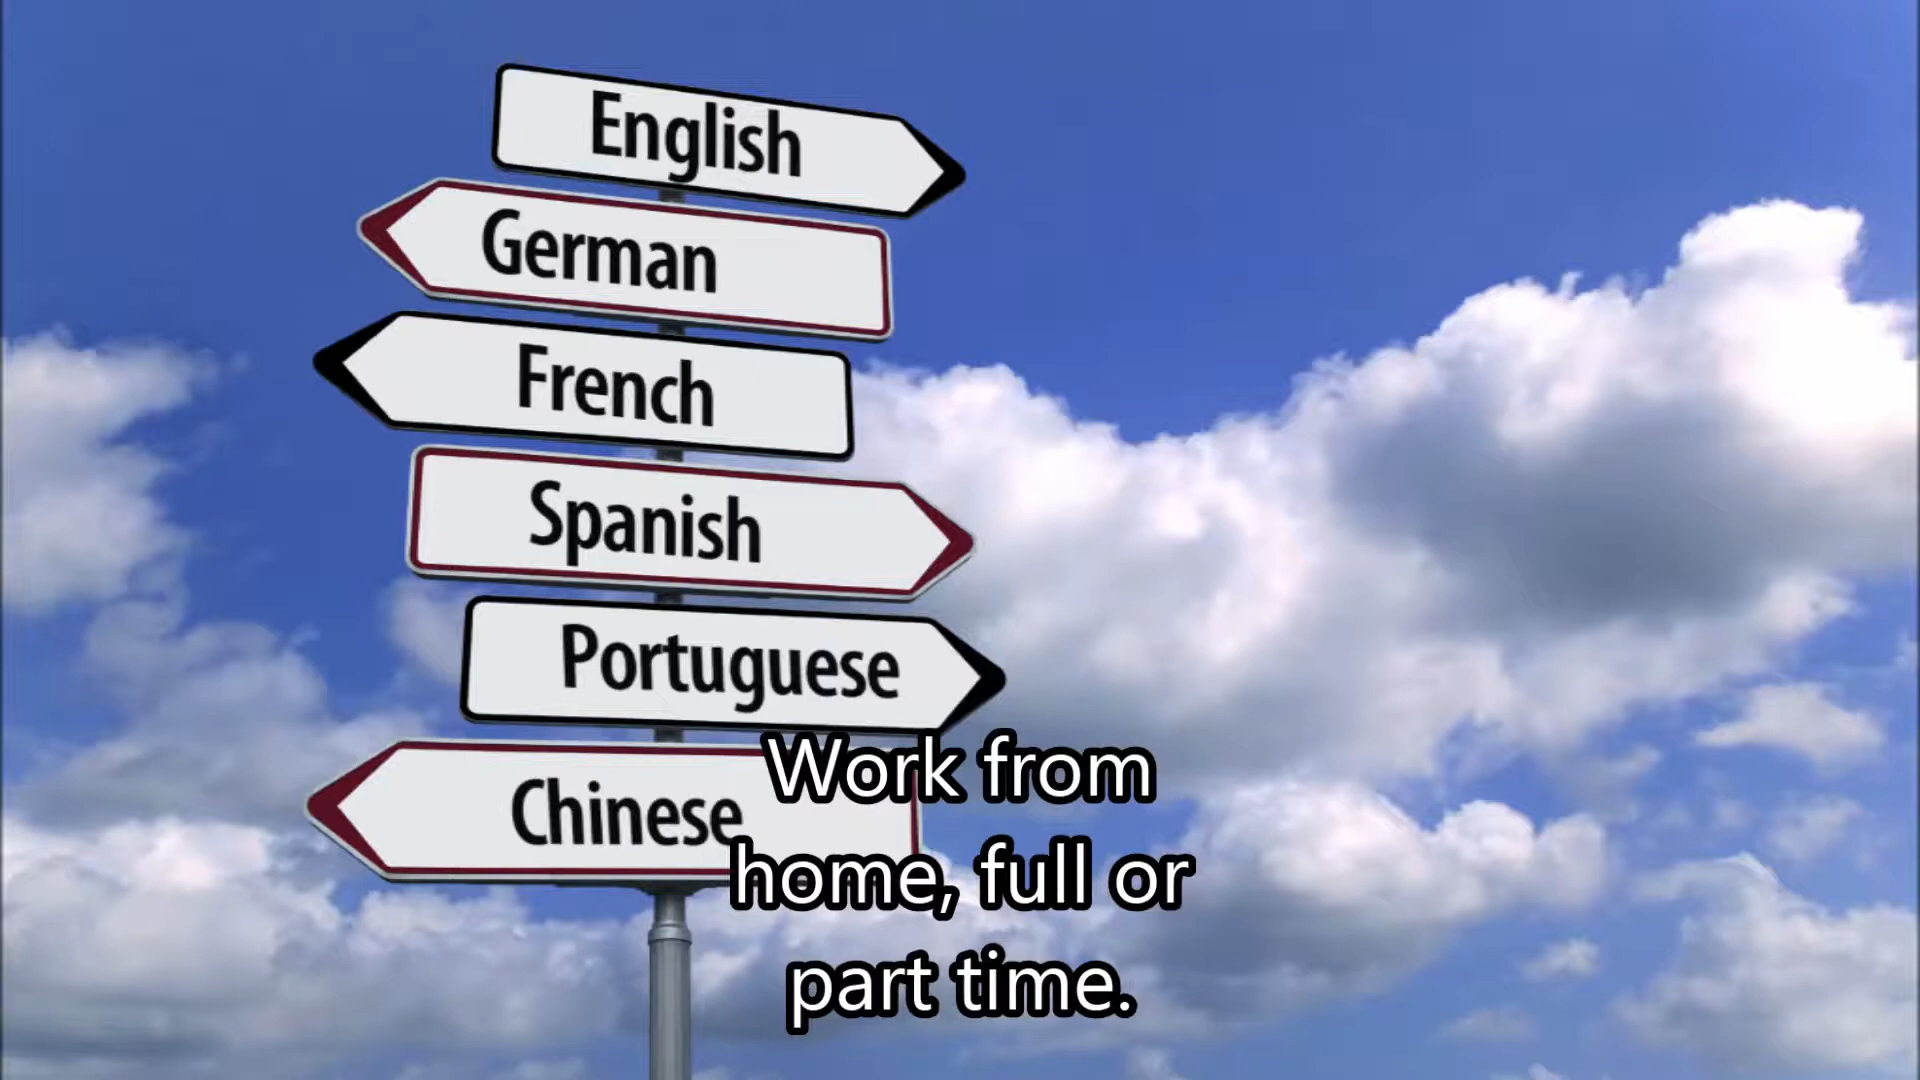 English
German
French
Spanish
Portuguese
Chinese
Work from
home, full or
part time.